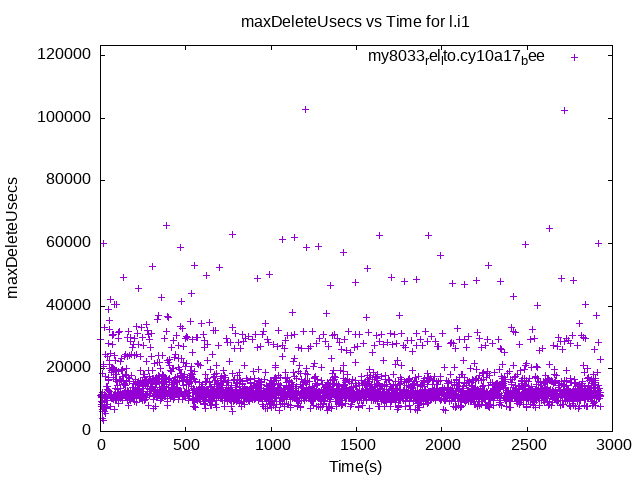 maxDeleteUsecs vs Time for l.i1
my8033_rel_lto.cy10a17_bee
120000
100000
80000
60000
40000
20000
0
maxDeleteUsecs
0 500 1000 1500 2000 2500 3000
Time(s)